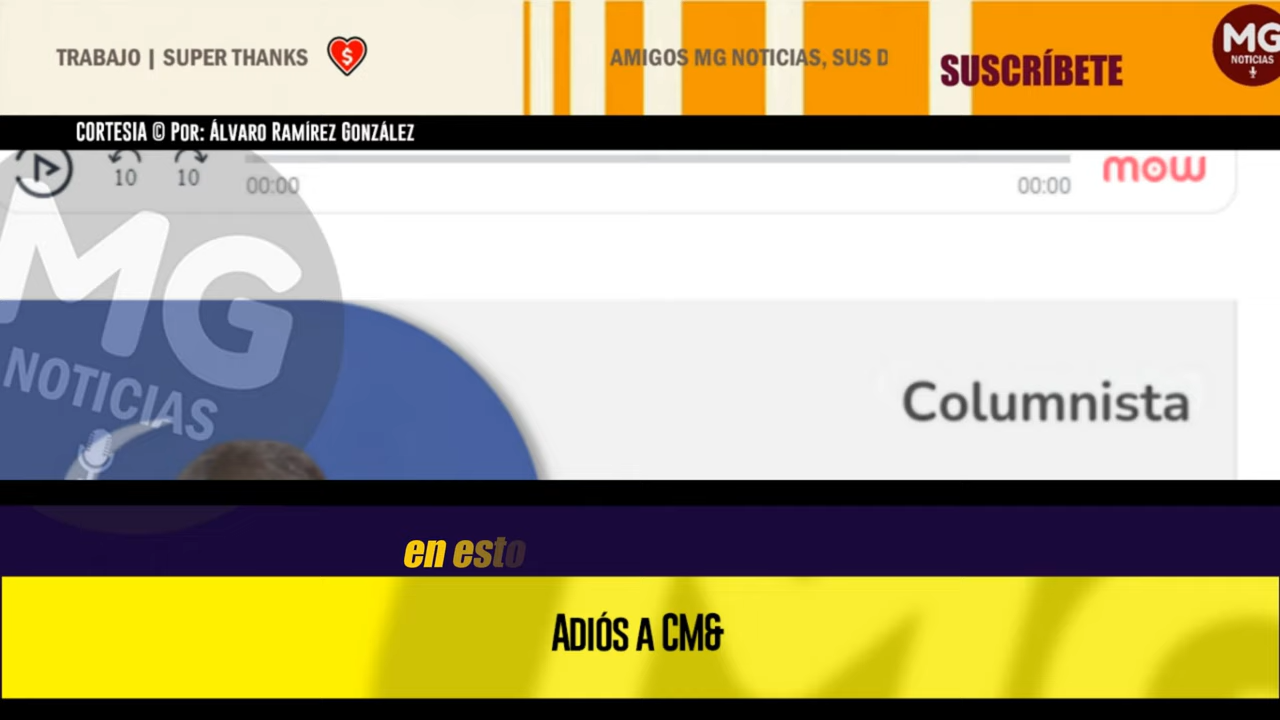 TRABAJO | SUPER THANKS
AMIGOS MG NOTICIAS, SUS D
SUSCRÍBETE
MG
NOTICIAS
CORTESIA © Por: Álvaro Ramírez González
10
10
00:00
00:00
mow
MG
NOTICIAS
Columnista
en esto
Adiós a CM&